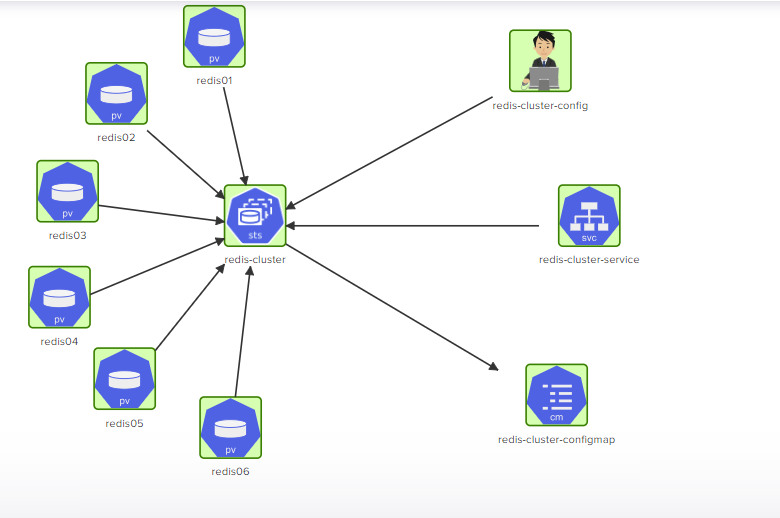 pv
redis01
redis-cluster-config
pv
redis02
pv
redis03
sts
redis-cluster
svc
redis-cluster-service
pv
redis04
pv
redis05
cm
redis-cluster-configmap
pv
redis06